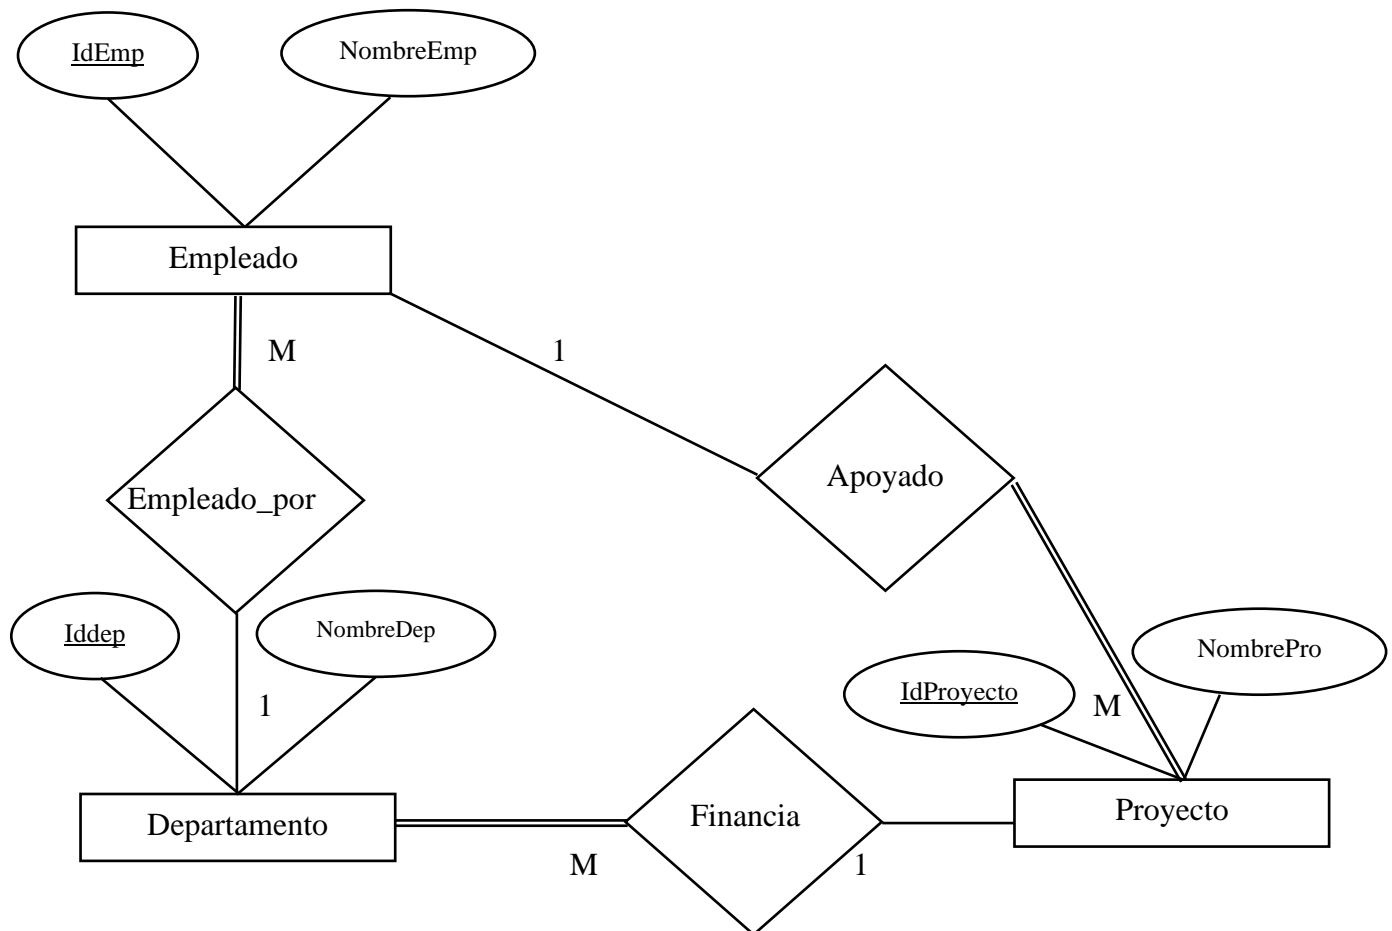 IdEmp
NombreEmp
Empleado
M
1
Apoyado
Empleado_por
Iddep
NombreDep
NombrePro
IdProyecto
M
1
Departamento
Financia
Proyecto
M
1